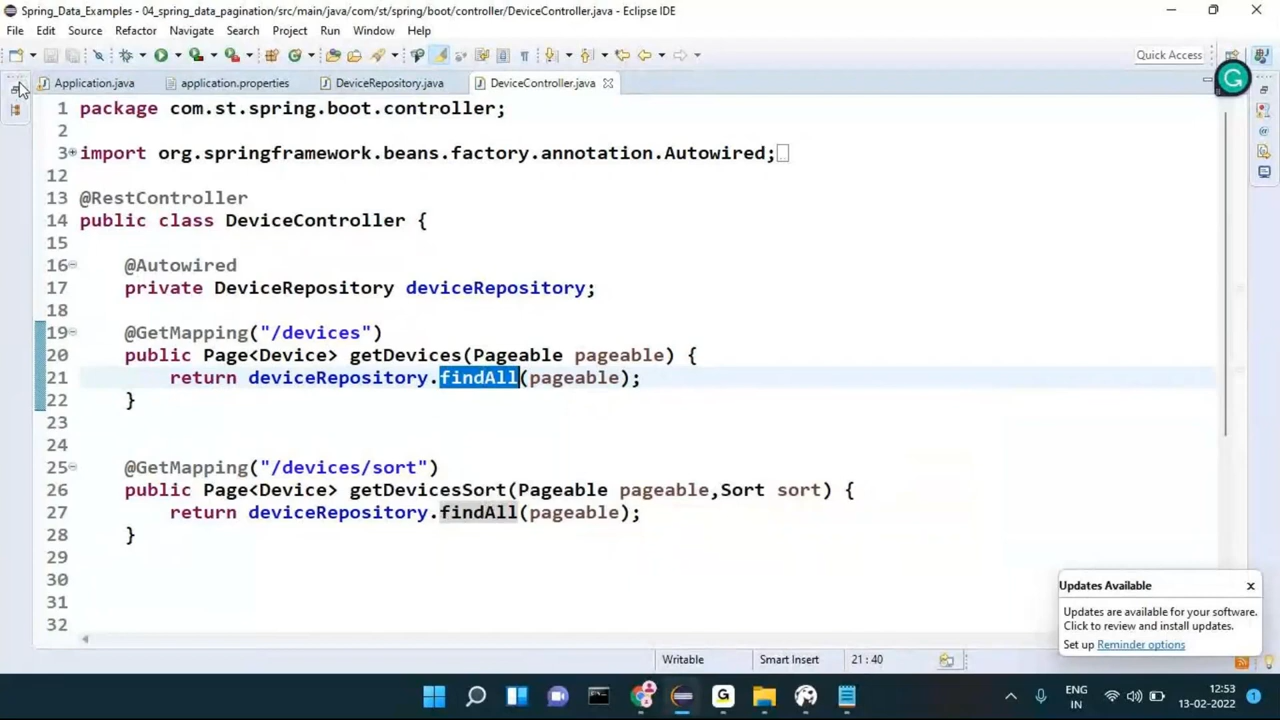 Spring_Data_Examples - 04_spring_data_pagination/src/main/java/com/st/spring/boot/controller/DeviceController.java - Eclipse IDE
File Edit Source Refactor Navigate Search Project Run Window Help
Quick Access
Application.java application.properties DeviceRepository.java DeviceController.java
G
1 package com.st.spring.boot.controller;
2
3 import org.springframework.beans.factory.annotation.Autowired;
12
13 @RestController
14 public class DeviceController {
15
16 @Autowired
17 private DeviceRepository deviceRepository;
18
19 @GetMapping("/devices")
20 public Page<Device> getDevices(Pageable pageable) {
21 return deviceRepository.findAll(pageable);
22 }
23
24
25 @GetMapping("/devices/sort")
26 public Page<Device> getDevicesSort(Pageable pageable,Sort sort) {
27 return deviceRepository.findAll(pageable);
28 }
29
30
31
32
Updates Available
Updates are available for your software.
Click to review and install updates.
Set up Reminder options
Writable Smart Insert 21 : 40
ENG
IN
12:53
13-02-2022